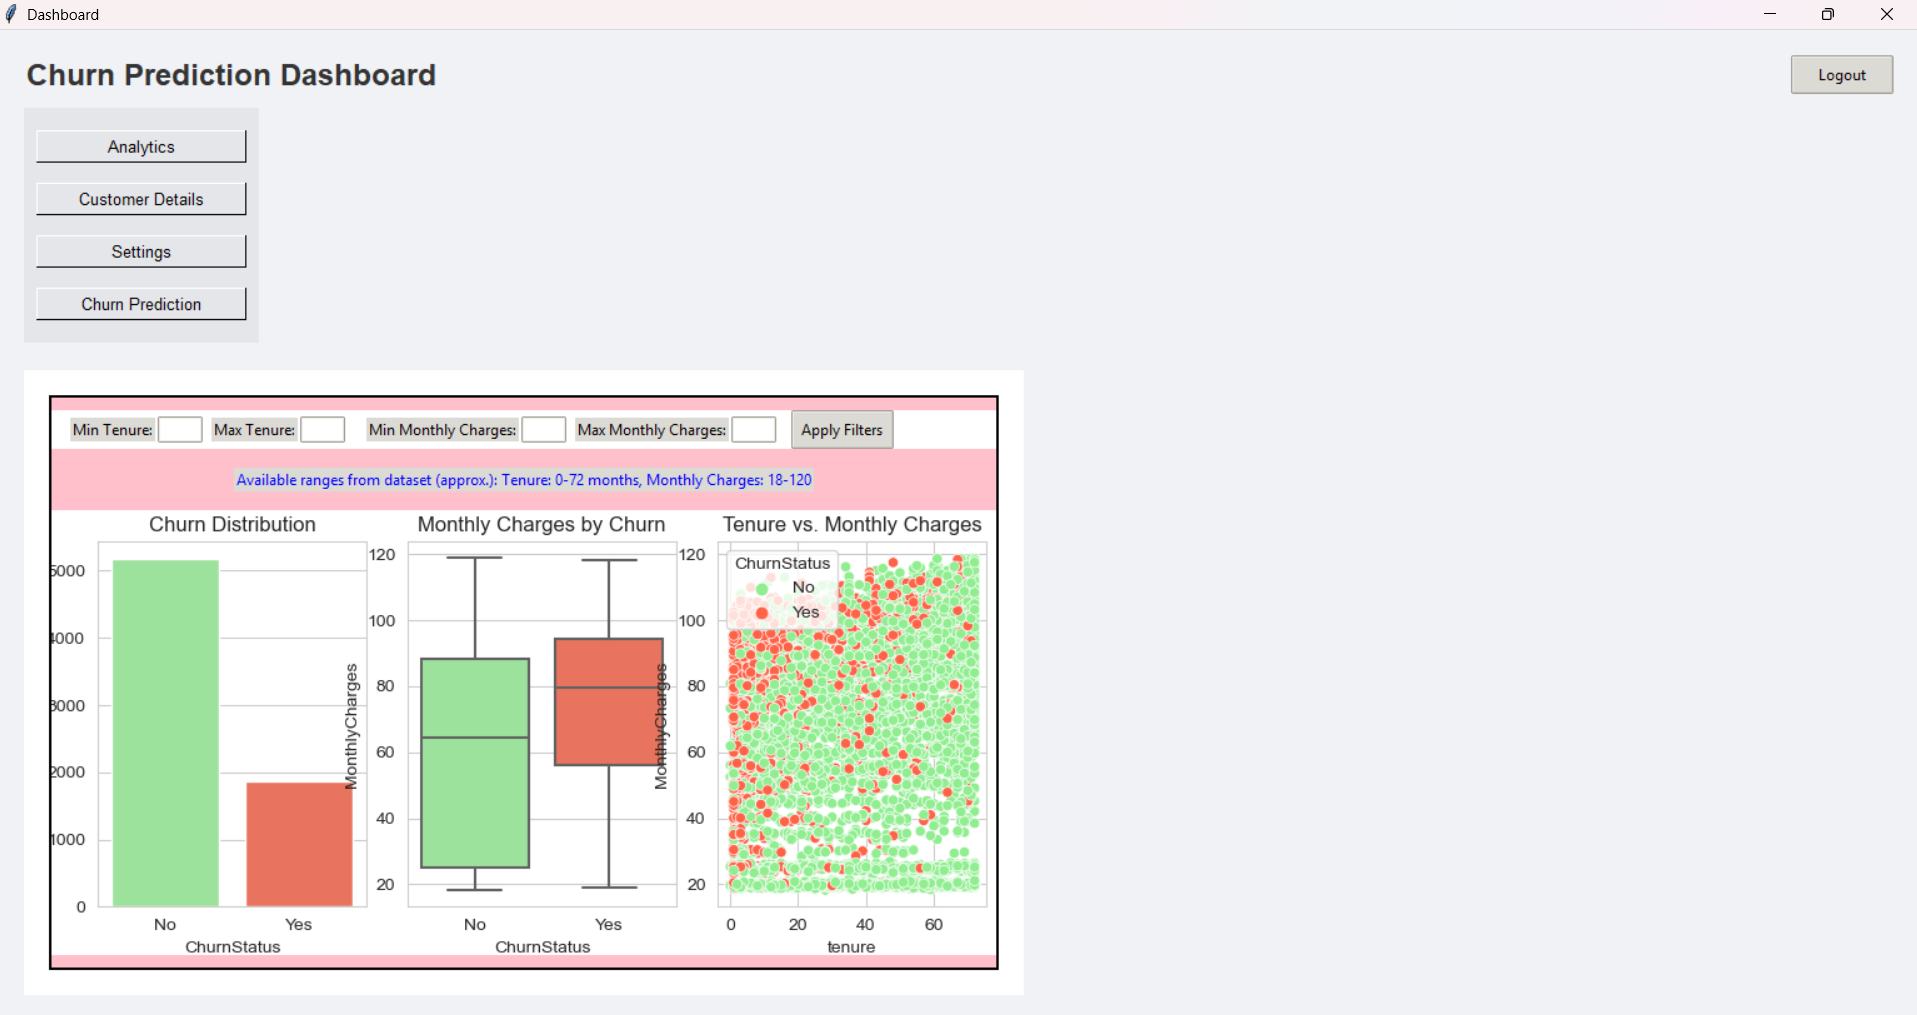 Dashboard
Churn Prediction Dashboard
Logout
Analytics
Customer Details
Settings
Churn Prediction
Min Tenure: Max Tenure: Min Monthly Charges: Max Monthly Charges: Apply Filters
Available ranges from dataset (approx.): Tenure: 0-72 months, Monthly Charges: 18-120
Churn Distribution
5000
4000
3000
2000
1000
0
No Yes
ChurnStatus
Monthly Charges by Churn
MonthlyCharges
120
100
80
60
40
20
No Yes
ChurnStatus
Tenure vs. Monthly Charges
MonthlyCharges
120
100
80
60
40
20
ChurnStatus
No
Yes
0 20 40 60
tenure